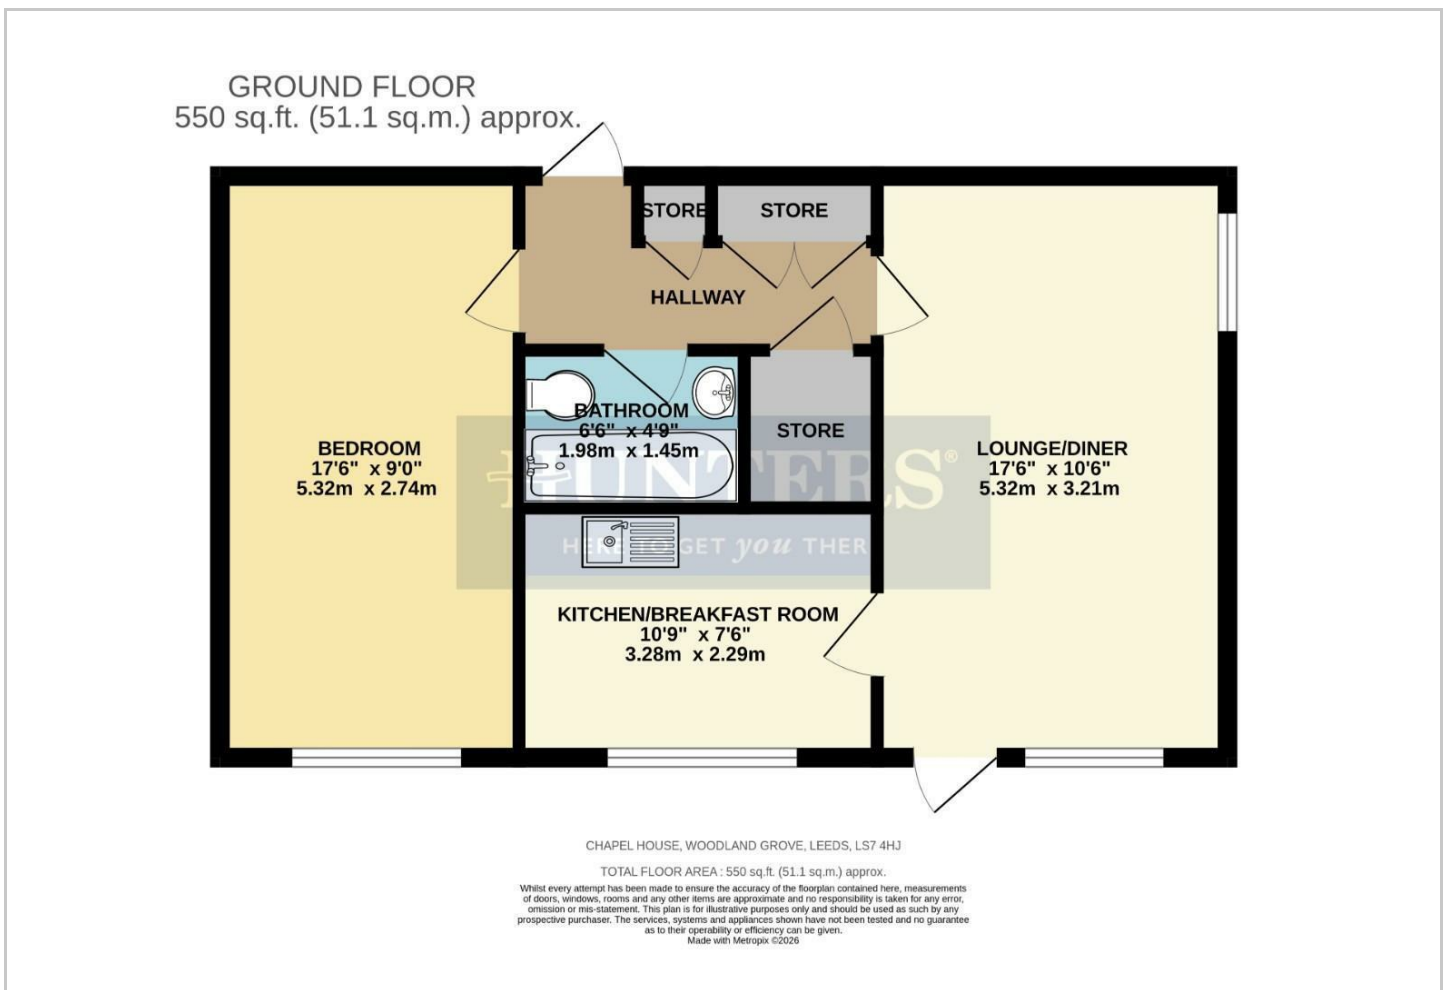 GROUND FLOOR
550 sq.ft. (51.1 sq.m.) approx.
STORE
STORE
HALLWAY
BEDROOM
17'6" x 9'0"
5.32m x 2.74m
BATHROOM
6'6" x 4'9"
1.98m x 1.45m
STORE
LOUNGE/DINER
17'6" x 10'6"
5.32m x 3.21m
HUNTERS®
HERE TO GET you THER
KITCHEN/BREAKFAST ROOM
10'9" x 7'6"
3.28m x 2.29m
CHAPEL HOUSE, WOODLAND GROVE, LEEDS, LS7 4HJ
TOTAL FLOOR AREA : 550 sq.ft. (51.1 sq.m.) approx.
Whilst every attempt has been made to ensure the accuracy of the floorplan contained here, measurements
of doors, windows, rooms and any other items are approximate and no responsibility is taken for any error,
omission or mis-statement. This plan is for illustrative purposes only and should be used as such by any
prospective purchaser. The services, systems and appliances shown have not been tested and no guarantee
as to their operability or efficiency can be given.
Made with Metropix ©2026